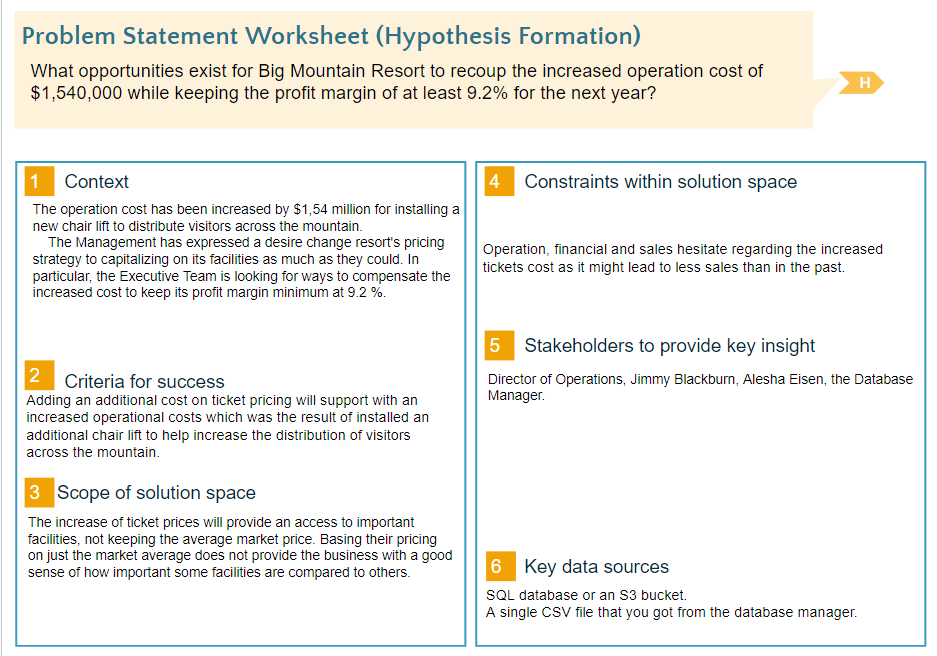 Problem Statement Worksheet (Hypothesis Formation)
What opportunities exist for Big Mountain Resort to recoup the increased operation cost of
$1,540,000 while keeping the profit margin of at least 9.2% for the next year?
H
1 Context
The operation cost has been increased by $1,54 million for installing a
new chair lift to distribute visitors across the mountain.
The Management has expressed a desire change resort's pricing
strategy to capitalizing on its facilities as much as they could. In
particular, the Executive Team is looking for ways to compensate the
increased cost to keep its profit margin minimum at 9.2 %.
2 Criteria for success
Adding an additional cost on ticket pricing will support with an
increased operational costs which was the result of installed an
additional chair lift to help increase the distribution of visitors
across the mountain.
3 Scope of solution space
The increase of ticket prices will provide an access to important
facilities, not keeping the average market price. Basing their pricing
on just the market average does not provide the business with a good
sense of how important some facilities are compared to others.
4 Constraints within solution space
Operation, financial and sales hesitate regarding the increased
tickets cost as it might lead to less sales than in the past.
5 Stakeholders to provide key insight
Director of Operations, Jimmy Blackburn, Alesha Eisen, the Database
Manager.
6 Key data sources
SQL database or an S3 bucket.
A single CSV file that you got from the database manager.